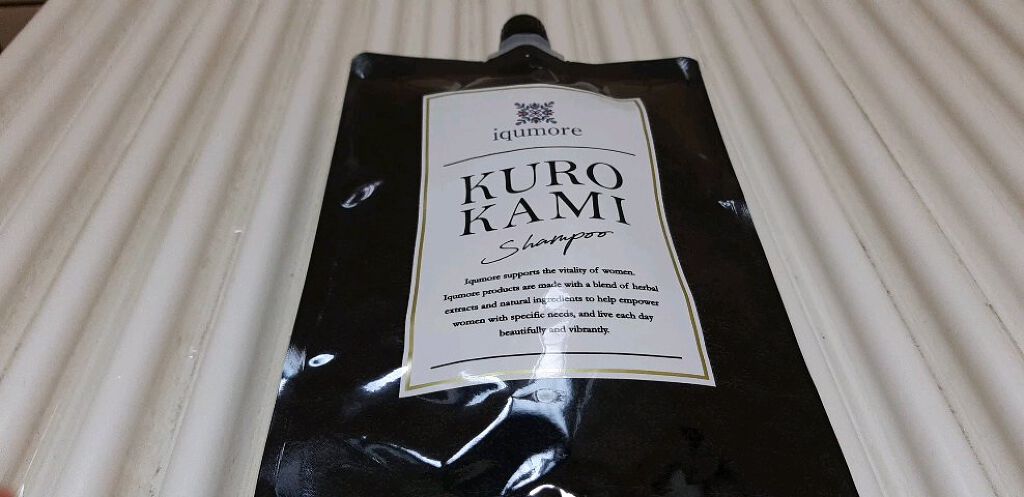 iqumore
KURO
KAMI
Shampoo
Iqumore supports the vitality of women.
Iqumore products are made with a blend of herbal
extracts and natural ingredients to help empower
women with specific needs, and live each day
beautifully and vibrantly.